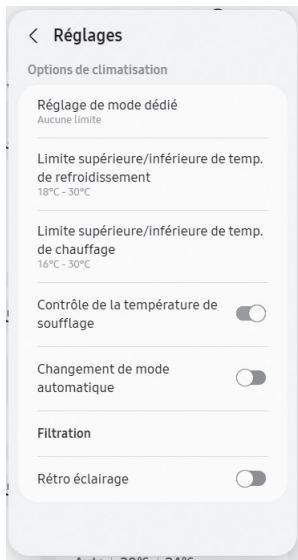 Réglages
Options de climatisation
Réglage de mode dédié
Aucune limite
Limite supérieure/inférieure de temp.
de refroidissement
18°C - 30°C
Limite supérieure/inférieure de temp.
de chauffage
16°C - 30°C
Contrôle de la température de
soufflage
Changement de mode
automatique
Filtration
Rétro éclairage